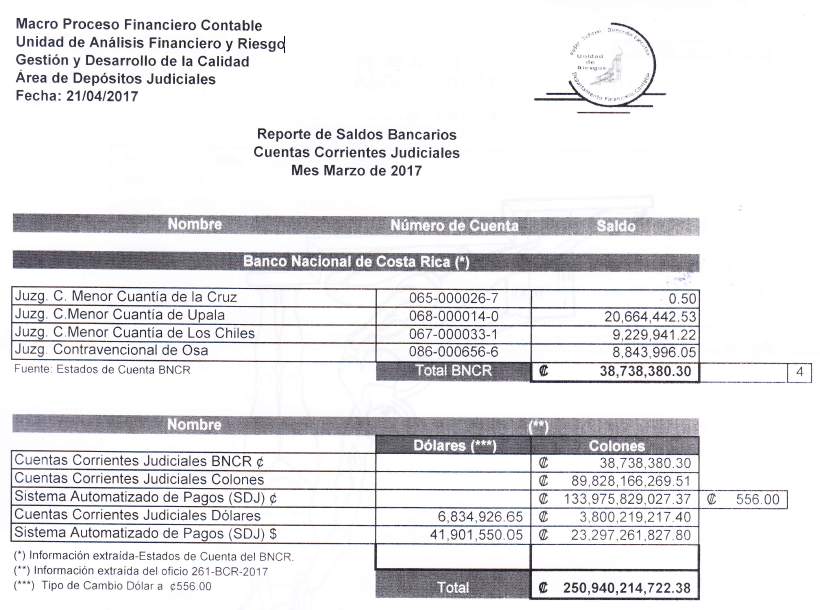 Macro Proceso Financiero Contable
Unidad de Análisis Financiero y Riesgo
Gestión y Desarrollo de la Calidad
Área de Depósitos Judiciales
Fecha: 21/04/2017
Unidad
de
Riesgos
Reporte de Saldos Bancarios
Cuentas Corrientes Judiciales
Mes Marzo de 2017
Nombre Número de Cuenta Saldo
Banco Nacional de Costa Rica (*)
Juzg. C. Menor Cuantía de la Cruz 065-000026-7 0.50
Juzg. C.Menor Cuantía de Upala 068-000014-0 20,664,442.53
Juzg. C.Menor Cuantía de Los Chiles 067-000033-1 9,229,941.22
Juzg. Contravencional de Osa 086-000656-6 8,843,996.05
Fuente: Estados de Cuenta BNCR Total BNCR ₡ 38,738,380.30 4
Nombre (**)
Dólares (***) Colones
Cuentas Corrientes Judiciales BNCR ¢ ₡ 38,738,380.30
Cuentas Corrientes Judiciales Colones ₡ 89,828,166,269.51
Sistema Automatizado de Pagos (SDJ) ¢ ₡ 133,975,829,027.37 ₡ 556.00
Cuentas Corrientes Judiciales Dólares 6,834,926.65 ₡ 3,800,219,217.40
Sistema Automatizado de Pagos (SDJ) $ 41,901,550.05 ₡ 23,297,261,827.80
(*) Información extraída-Estados de Cuenta del BNCR.
(**) Información extraída del oficio 261-BCR-2017
(***) Tipo de Cambio Dólar a ¢556.00
Total ₡ 250,940,214,722.38